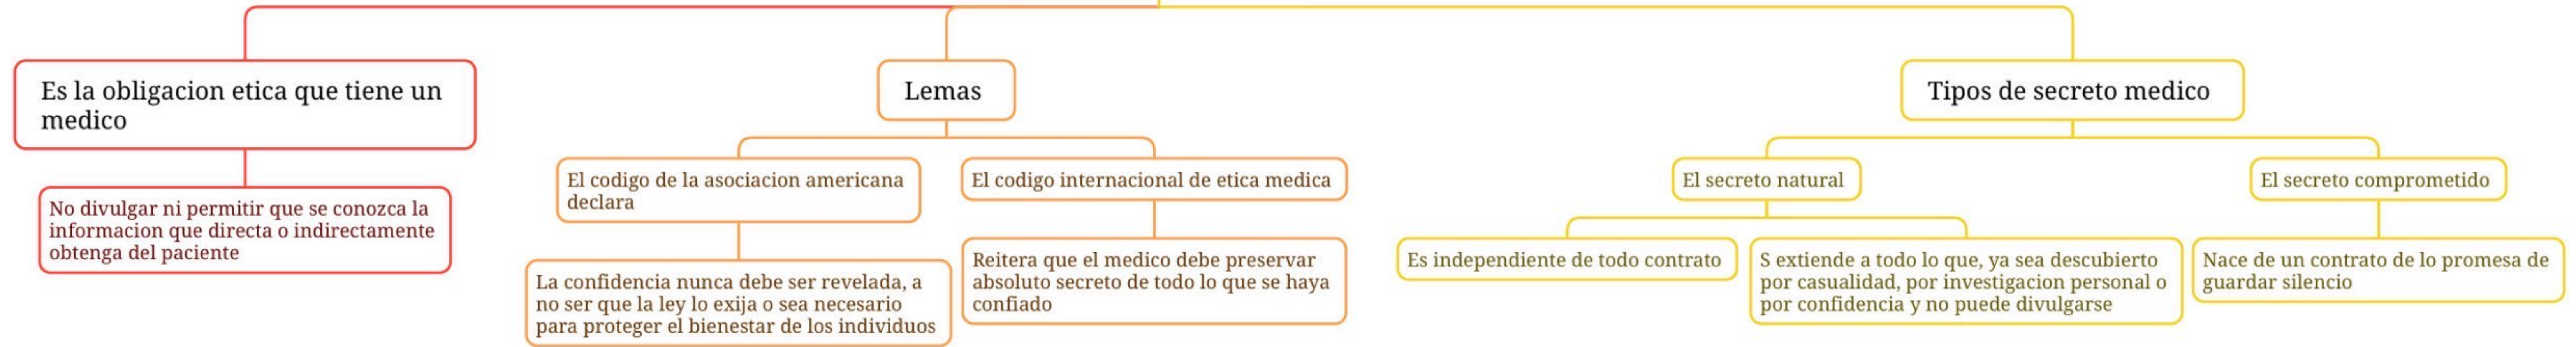 Es la obligacion etica que tiene un
medico
No divulgar ni permitir que se conozca la
informacion que directa o indirectamente
obtenga del paciente
Lemas
El codigo de la asociacion americana
declara
La confidencia nunca debe ser revelada, a
no ser que la ley lo exija o sea necesario
para proteger el bienestar de los individuos
El codigo internacional de etica medica
Reitera que el medico debe preservar
absoluto secreto de todo lo que se haya
confiado
Tipos de secreto medico
El secreto natural
Es independiente de todo contrato
S extiende a todo lo que, ya sea descubierto
por casualidad, por investigacion personal o
por confidencia y no puede divulgarse
El secreto comprometido
Nace de un contrato de lo promesa de
guardar silencio